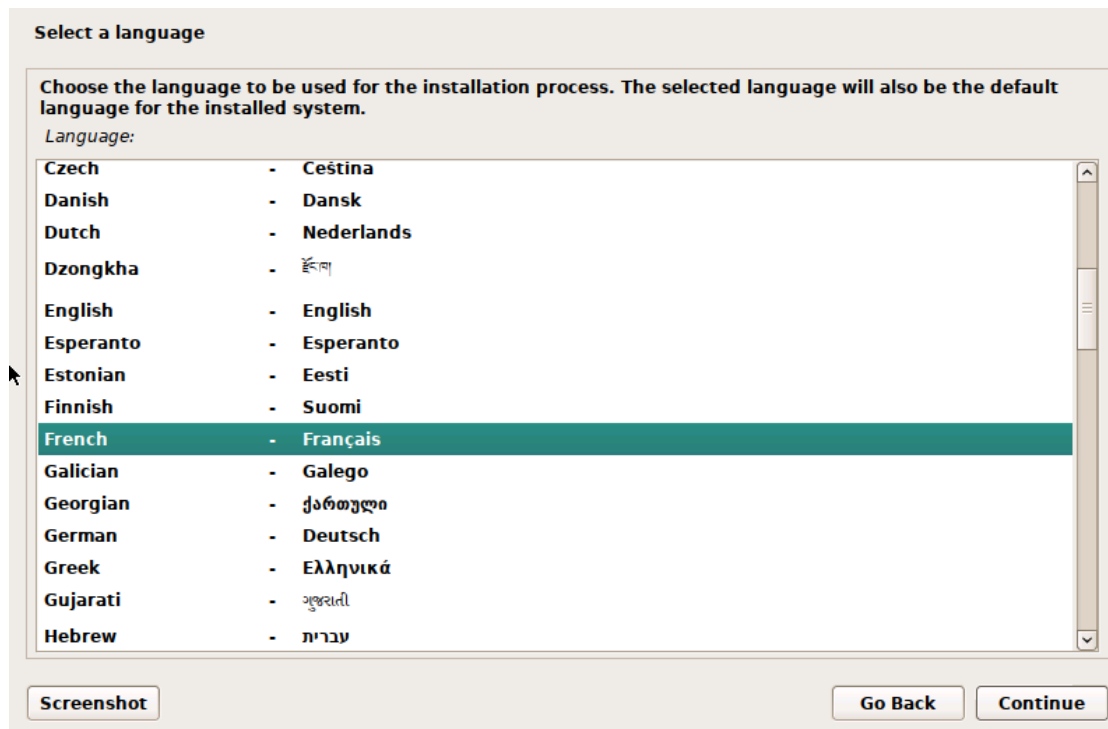 Select a language
Choose the language to be used for the installation process. The selected language will also be the default
language for the installed system.
Language:
Czech - Čeština
Danish - Dansk
Dutch - Nederlands
Dzongkha - རྫོང་ཁ།
English - English
Esperanto - Esperanto
Estonian - Eesti
Finnish - Suomi
French - Français
Galician - Galego
Georgian - ქართული
German - Deutsch
Greek - Ελληνικά
Gujarati - ગુજરાતી
Hebrew - עברית
Screenshot Go Back Continue